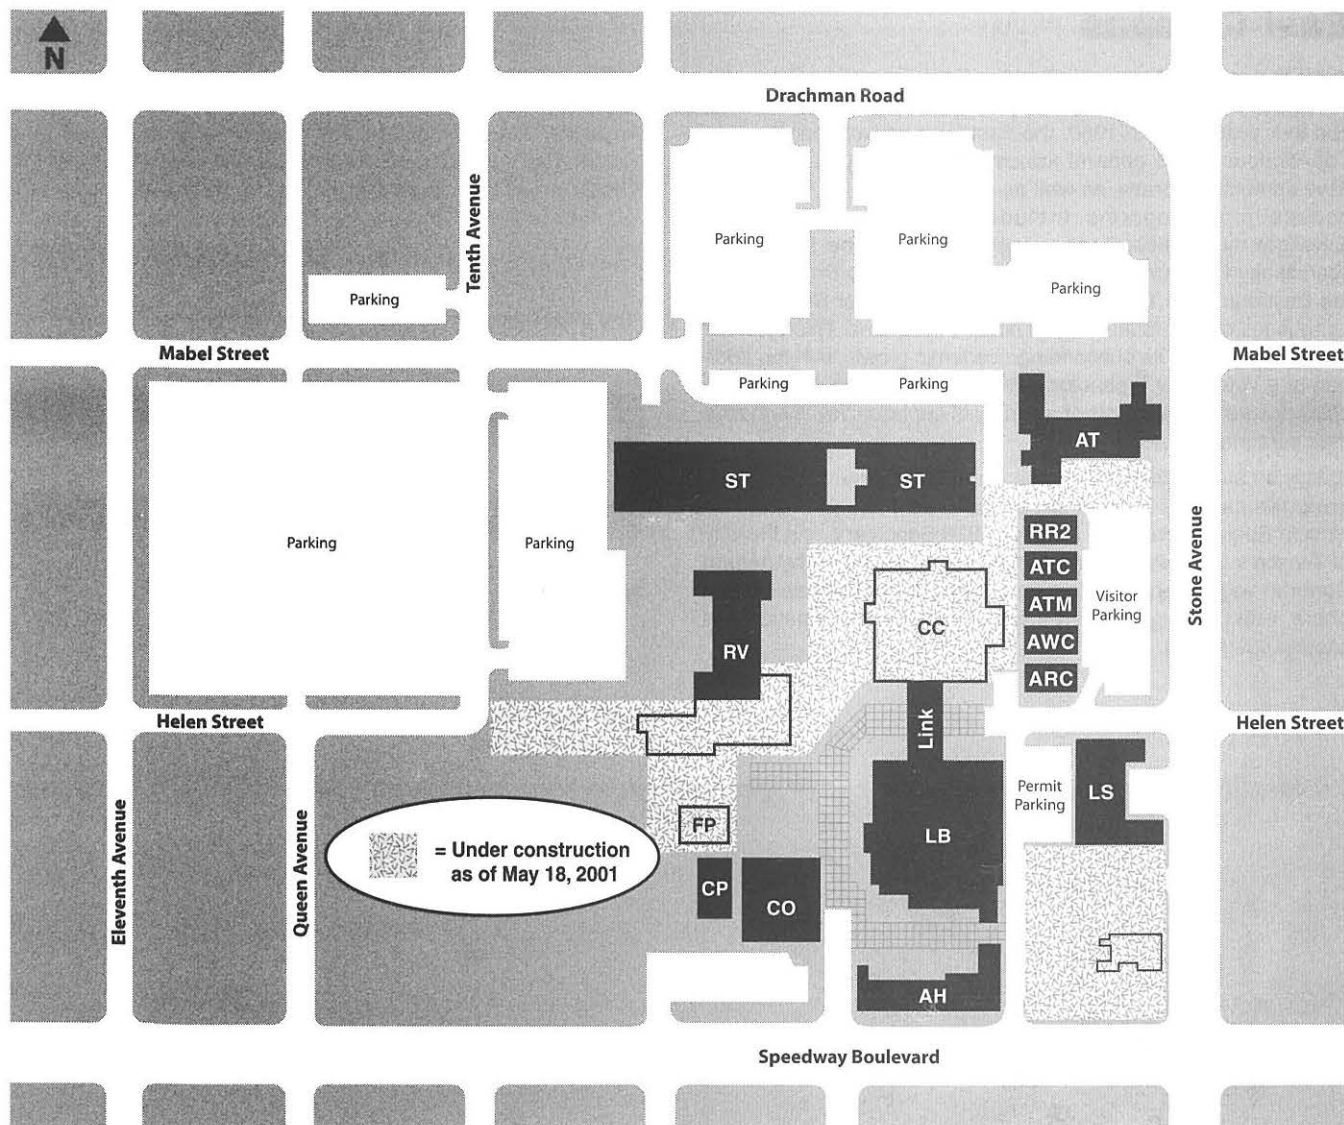 N
Drachman Road
Tenth Avenue
Parking
Parking
Parking
Parking
Mabel Street
Mabel Street
Parking
Parking
AT
ST
ST
Parking
Parking
RR2
ATC
ATM
AWC
ARC
Visitor
Parking
Stone Avenue
CC
RV
Link
Helen Street
Helen Street
Permit
Parking
LS
LB
FP
= Under construction
as of May 18, 2001
CP
CO
Eleventh Avenue
Queen Avenue
AH
Speedway Boulevard